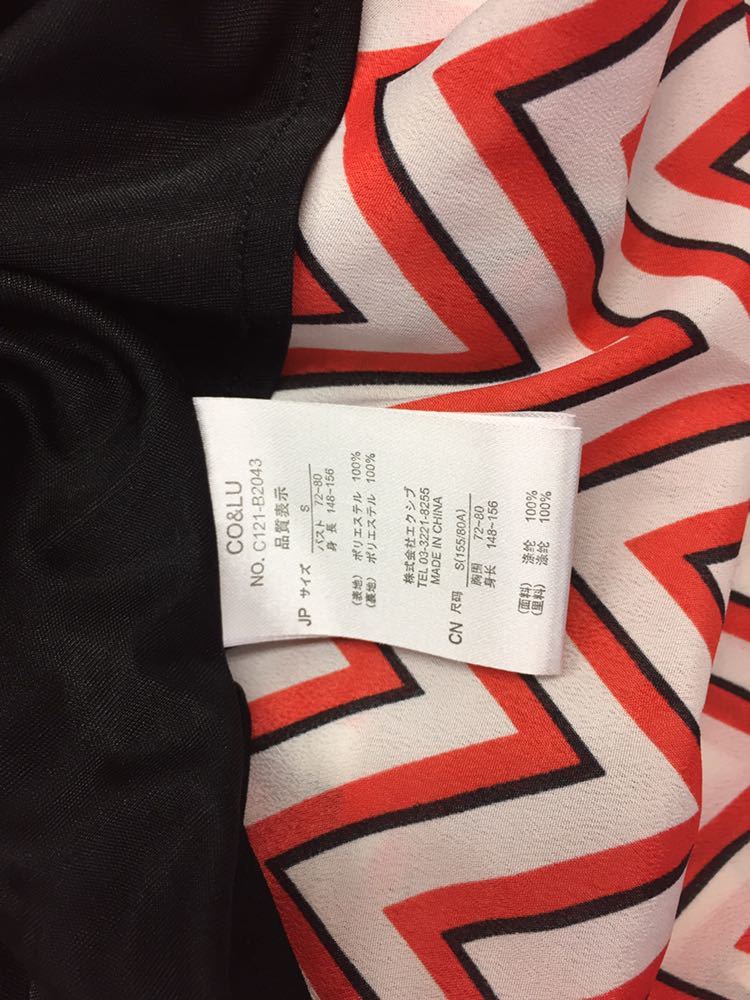 CO&LU
NO. C121-B2043
品質表示
JP サイズ S
バスト 72~80
身長 148~156
(表地) ポリエステル 100%
(裏地) ポリエステル 100%
株式会社エクシブ
TEL 03-3221-8255
MADE IN CHINA
CN 尺码 S(155/80A)
胸围 72~80
身长 148~156
(面料) 涤纶 100%
(里料) 涤纶 100%